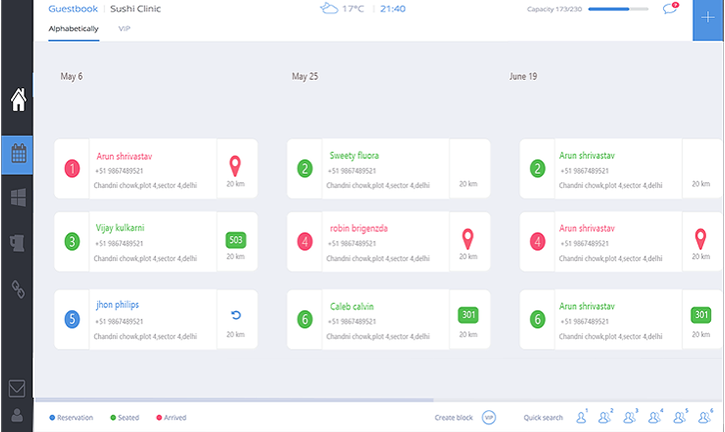 Guestbook | Sushi Clinic
17°C | 21:40
Capacity 173/230
Alphabetically
VIP
May 6
May 25
June 19
1
Arun shrivastav
+51 9867489521
Chandni chowk,plot 4,sector 4,delhi
20 km
2
Sweety fluora
+51 9867489521
Chandni chowk,plot 4,sector 4,delhi
20 km
2
Arun shrivastav
+51 9867489521
Chandni chowk,plot 4,sector 4,delhi
20 km
3
Vijay kulkarni
+51 9867489521
Chandni chowk,plot 4,sector 4,delhi
503
20 km
4
robin brigenzda
+51 9867489521
Chandni chowk,plot 4,sector 4,delhi
20 km
4
Arun shrivastav
+51 9867489521
Chandni chowk,plot 4,sector 4,delhi
20 km
5
jhon philips
+51 9867489521
Chandni chowk,plot 4,sector 4,delhi
20 km
6
Caleb calvin
+51 9867489521
Chandni chowk,plot 4,sector 4,delhi
301
20 km
6
Arun shrivastav
+51 9867489521
Chandni chowk,plot 4,sector 4,delhi
301
20 km
Reservation
Seated
Arrived
Create block
VIP
Quick search
1
2
3
4
5
6